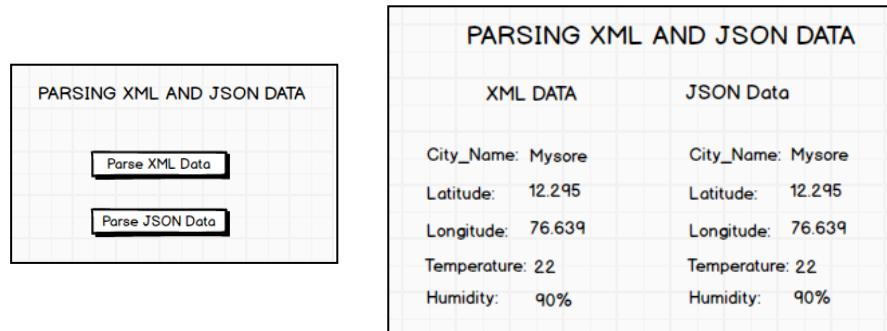 PARSING XML AND JSON DATA
Parse XML Data
Parse JSON Data
PARSING XML AND JSON DATA
XML DATA JSON Data
City_Name: Mysore City_Name: Mysore
Latitude: 12.295 Latitude: 12.295
Longitude: 76.639 Longitude: 76.639
Temperature: 22 Temperature: 22
Humidity: 90% Humidity: 90%